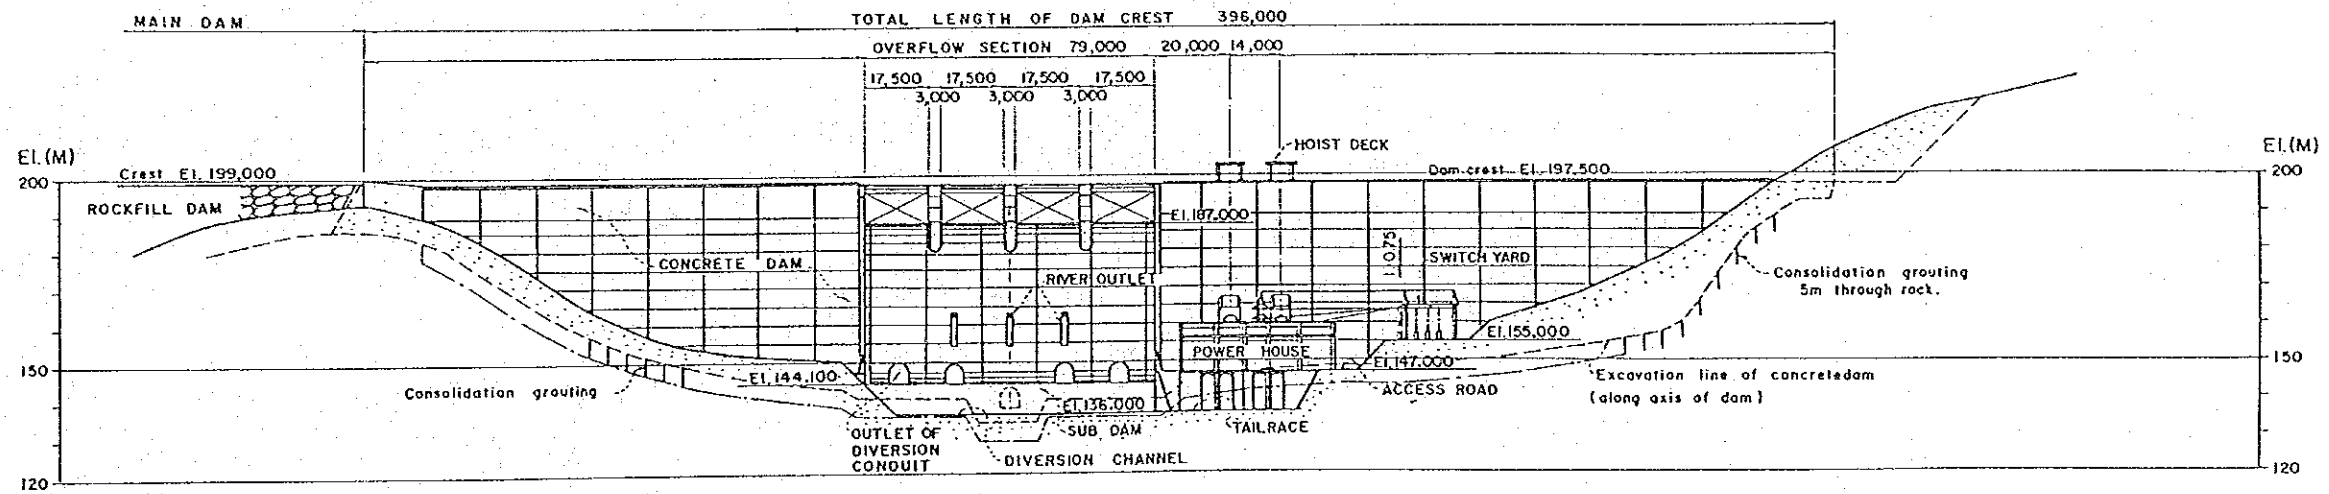 MAIN DAM
TOTAL LENGTH OF DAM CREST 396,000
OVERFLOW SECTION 79,000 20,000 14,000
17,500 17,500 17,500 17,500
3,000 3,000 3,000
HOIST DECK
El.(M)
El.(M)
Crest El. 199,000
Dam-crest El. 197,500
200
200
ROCKFILL DAM
El.187.000
CONCRETE DAM
RIVER OUTLET
1:0.75
SWITCH YARD
Consolidation grouting
5m through rock.
El.155,000
POWER HOUSE
El.147.000
150
150
El. 144,100
Consolidation grouting
Excavation line of concretedam
(along axis of dam)
ACCESS ROAD
El.136.000
OUTLET OF
DIVERSION
CONDUIT
SUB DAM
TAILRACE
DIVERSION CHANNEL
120
120